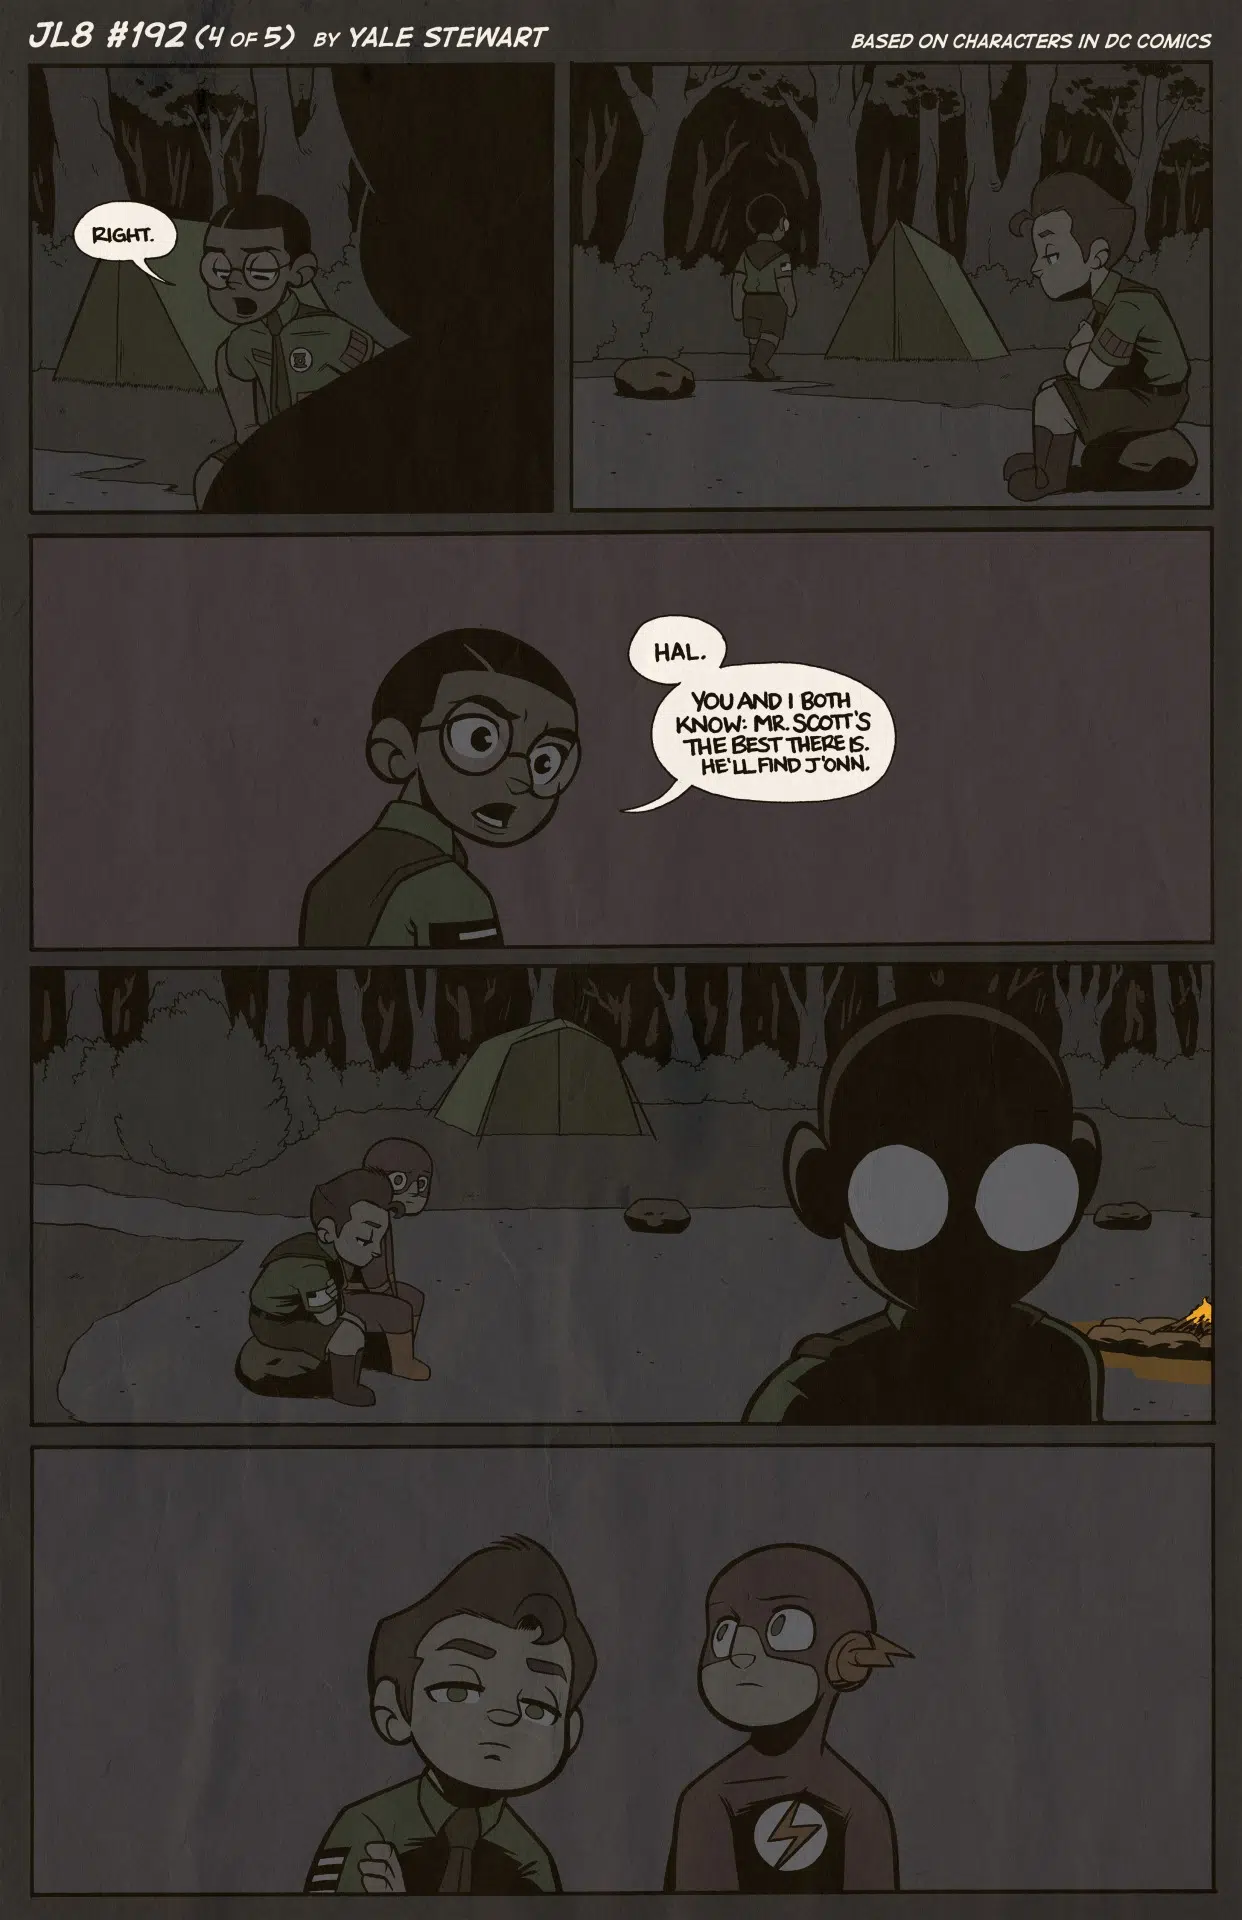 JL8 #192 (4 OF 5) BY YALE STEWART
BASED ON CHARACTERS IN DC COMICS
RIGHT.
HAL.
YOU AND I BOTH
KNOW: MR. SCOTT'S
THE BEST THERE IS.
HE'LL FIND J'ONN.